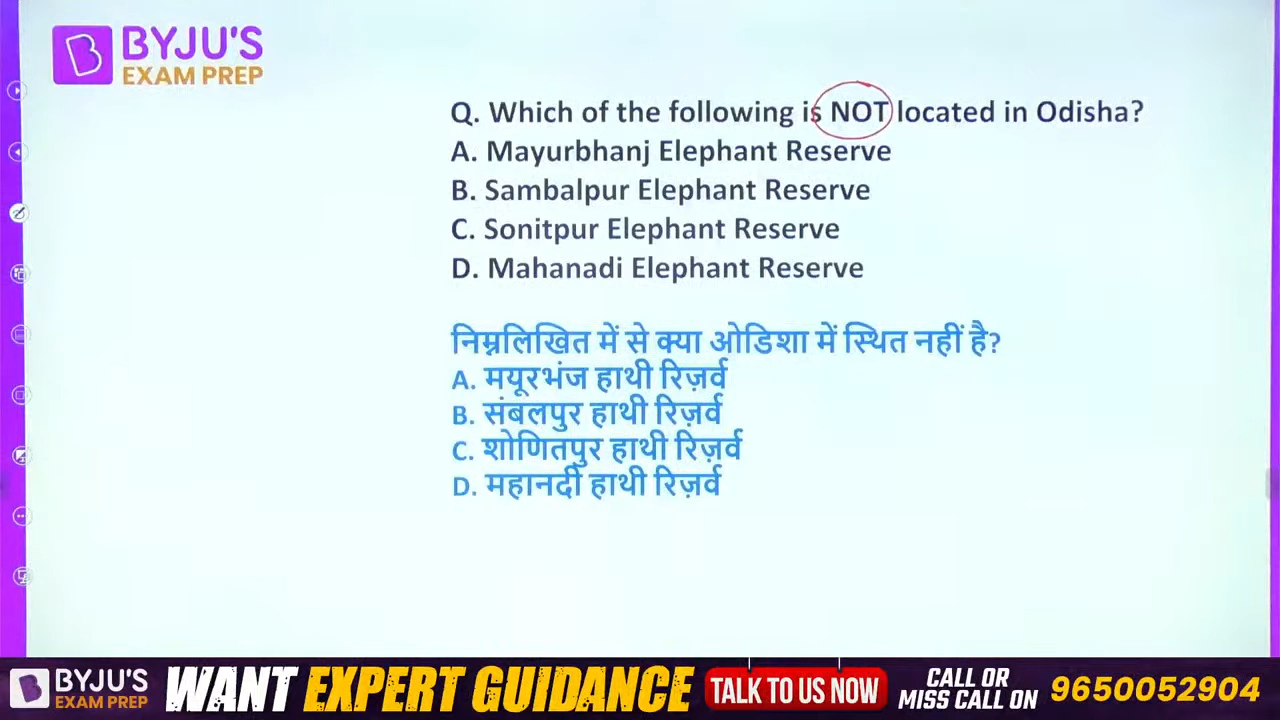 BYJU'S
EXAM PREP
Q. Which of the following is NOT located in Odisha?
A. Mayurbhanj Elephant Reserve
B. Sambalpur Elephant Reserve
C. Sonitpur Elephant Reserve
D. Mahanadi Elephant Reserve
निम्नलिखित में से क्या ओडिशा में स्थित नहीं है?
A. मयूरभंज हाथी रिज़र्व
B. संबलपुर हाथी रिज़र्व
C. शोणितपुर हाथी रिज़र्व
D. महानदी हाथी रिज़र्व
BYJU'S
EXAM PREP
WANT EXPERT GUIDANCE
TALK TO US NOW
CALL OR
MISS CALL ON
9650052904